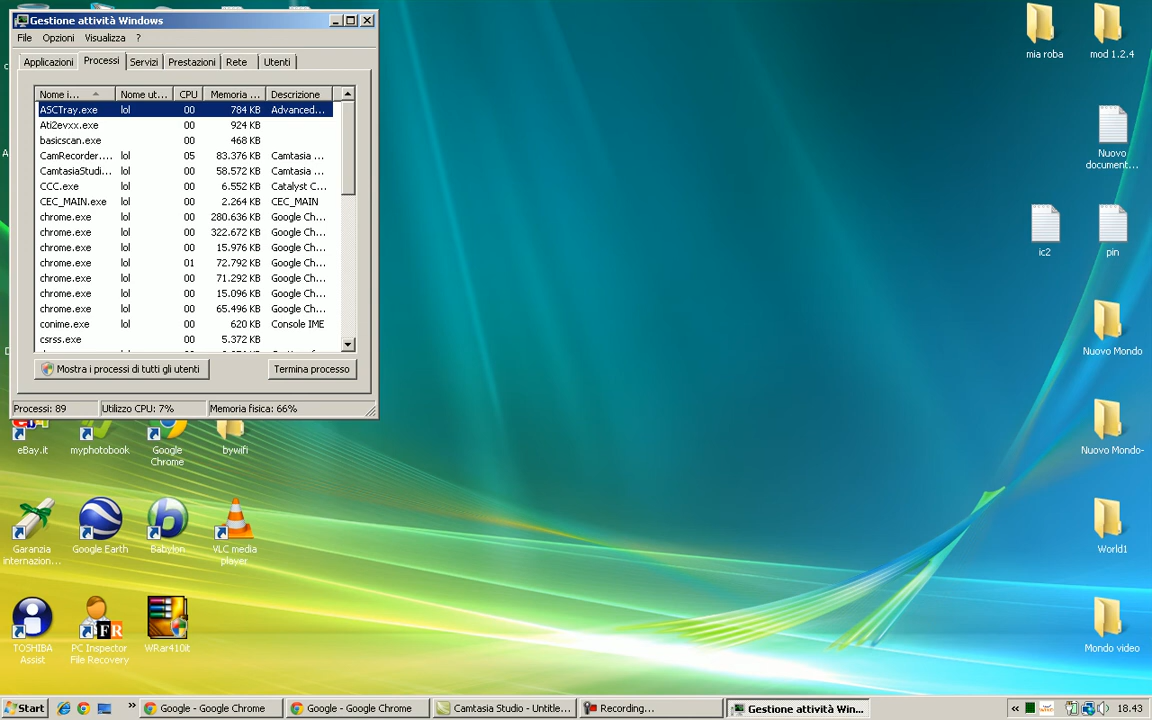 Gestione attività Windows
File Opzioni Visualizza ?
Applicazioni Processi Servizi Prestazioni Rete Utenti
Nome i... Nome ut... CPU Memoria ... Descrizione
ASCTray.exe lol 00 784 KB Advanced...
Ati2evxx.exe 00 924 KB
basicscan.exe 00 468 KB
CamRecorder.... lol 05 83.376 KB Camtasia ...
CamtasiaStudi... lol 00 58.572 KB Camtasia ...
CCC.exe lol 00 6.552 KB Catalyst C...
CEC_MAIN.exe lol 00 2.264 KB CEC_MAIN
chrome.exe lol 00 280.636 KB Google Ch...
chrome.exe lol 00 322.672 KB Google Ch...
chrome.exe lol 00 15.976 KB Google Ch...
chrome.exe lol 01 72.792 KB Google Ch...
chrome.exe lol 00 71.292 KB Google Ch...
chrome.exe lol 00 15.096 KB Google Ch...
chrome.exe lol 00 65.496 KB Google Ch...
conime.exe lol 00 620 KB Console IME
csrss.exe 00 5.372 KB
Mostra i processi di tutti gli utenti Termina processo
Processi: 89 Utilizzo CPU: 7% Memoria fisica: 66%
mia roba
mod 1.2.4
Nuovo
document...
ic2
pin
Nuovo Mondo
Nuovo Mondo-
World1
Mondo video
eBay.it
myphotobook
Google
Chrome
bywifi
Garanzia
internazion...
Google Earth
Babylon
VLC media
player
TOSHIBA
Assist
PC Inspector
File Recovery
WRar410it
Start
»
Google - Google Chrome
Google - Google Chrome
Camtasia Studio - Untitle...
Recording...
Gestione attività Win...
«
18.43